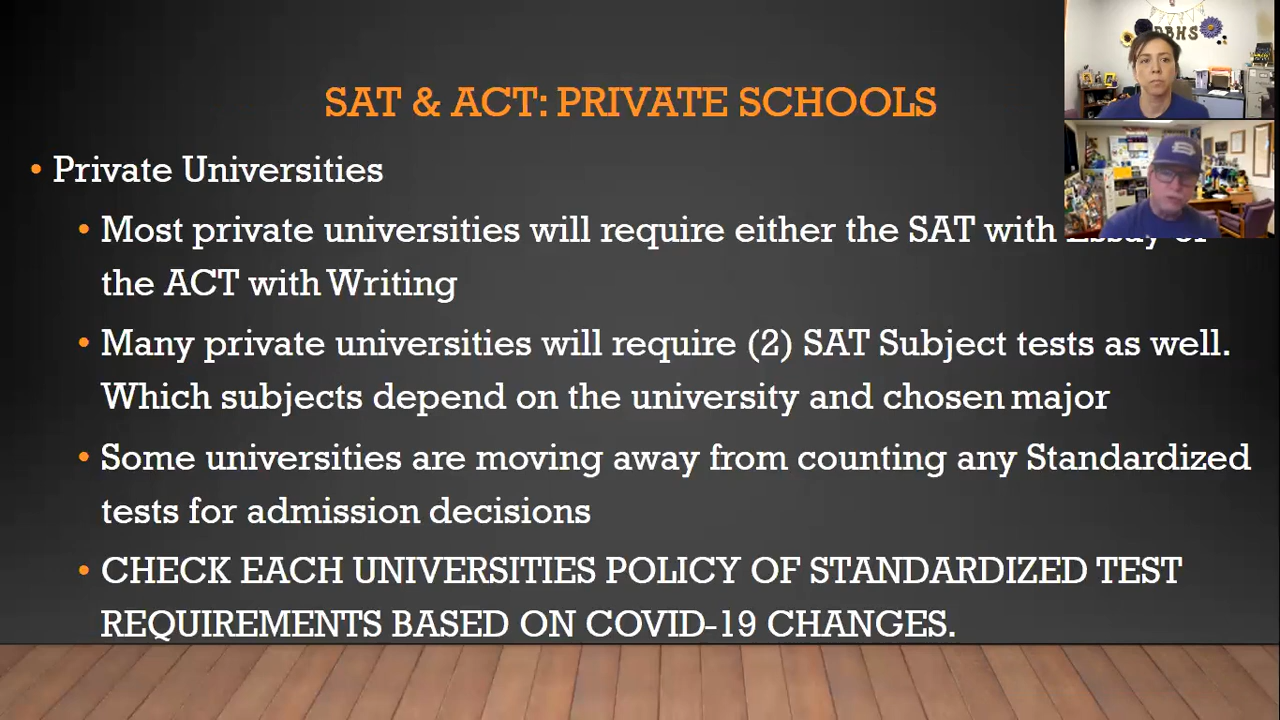 SAT & ACT: PRIVATE SCHOOLS
• Private Universities
• Most private universities will require either the SAT with Essay or
the ACT with Writing
• Many private universities will require (2) SAT Subject tests as well.
Which subjects depend on the university and chosen major
• Some universities are moving away from counting any Standardized
tests for admission decisions
• CHECK EACH UNIVERSITIES POLICY OF STANDARDIZED TEST
REQUIREMENTS BASED ON COVID-19 CHANGES.
BHS